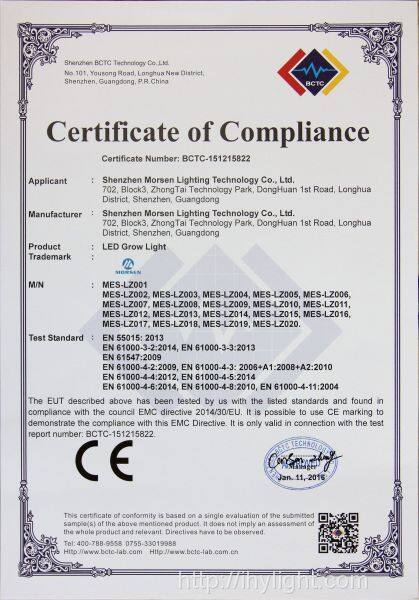 Shenzhen BCTC Technology Co.,Ltd.
No.101, Yousong Road, Longhua New District,
Shenzhen, Guangdong, P.R.China
BCTC
Certificate of Compliance
Certificate Number: BCTC-151215822
Applicant : Shenzhen Morsen Lighting Technology Co., Ltd.
702, Block3, ZhongTai Technology Park, DongHuan 1st Road, Longhua
District, Shenzhen, Guangdong
Manufacturer : Shenzhen Morsen Lighting Technology Co., Ltd.
702, Block3, ZhongTai Technology Park, DongHuan 1st Road, Longhua
District, Shenzhen, Guangdong
Product : LED Grow Light
Trademark :
MORSEN
M/N : MES-LZ001
MES-LZ002, MES-LZ003, MES-LZ004, MES-LZ005, MES-LZ006,
MES-LZ007, MES-LZ008, MES-LZ009, MES-LZ010, MES-LZ011,
MES-LZ012, MES-LZ013, MES-LZ014, MES-LZ015, MES-LZ016,
MES-LZ017, MES-LZ018, MES-LZ019, MES-LZ020.
Test Standard : EN 55015: 2013
EN 61000-3-2:2014, EN 61000-3-3:2013
EN 61547:2009
EN 61000-4-2:2009, EN 61000-4-3: 2006+A1:2008+A2:2010
EN 61000-4-4:2012, EN 61000-4-5:2014
EN 61000-4-6:2014, EN 61000-4-8:2010, EN 61000-4-11:2004
The EUT described above has been tested by us with the listed standards and found in
compliance with the council EMC directive 2014/30/EU. It is possible to use CE marking to
demonstrate the compliance with this EMC Directive. It is only valid in connection with the test
report number: BCTC-151215822.
CE
BCTC TECHNOLOGY
Manager
Jan. 11, 2016
This certificate of conformity is based on a single evaluation of the submitted
sample(s) of the above mentioned product. It does not imply an assessment of
the whole product and relevant. Directives have to be observed.
Tel: 400-788-9558 0755-33019988
Http://www.bctc-lab.com Http://www.bctc-lab.com.cn
http://hylight.com